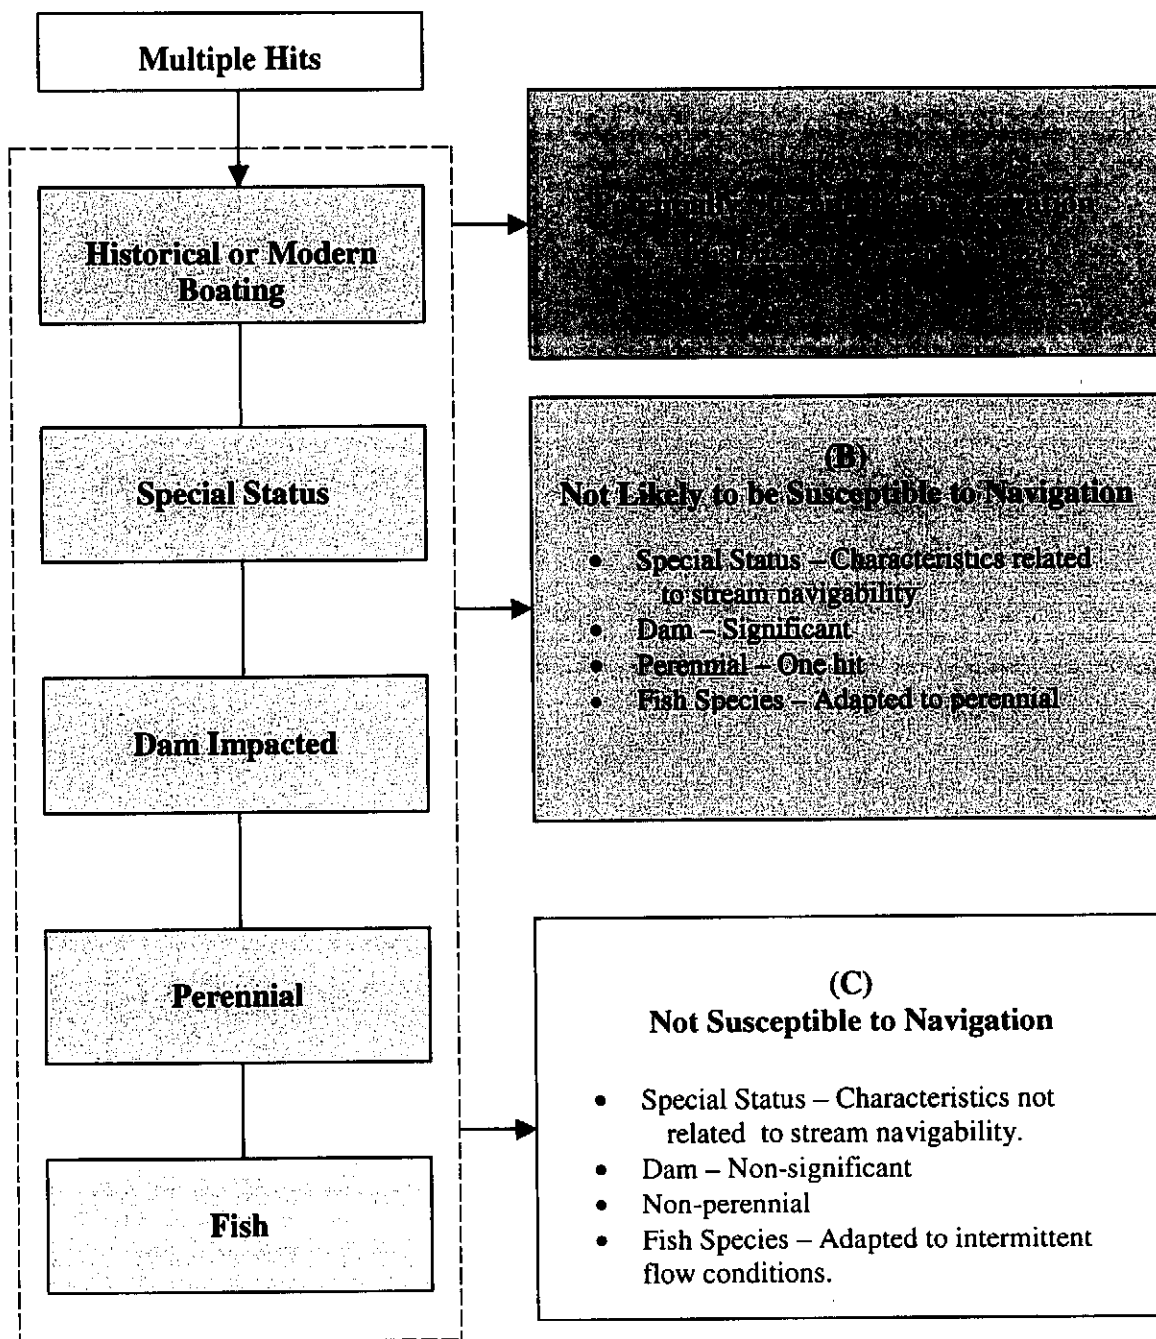 Multiple Hits
Historical or Modern
Boating
Special Status
Dam Impacted
Perennial
Fish
Navigation
(B)
Not Likely to be Susceptible to Navigation
• Special Status – Characteristics related
to stream navigability
• Dam – Significant
• Perennial – One hit
• Fish Species – Adapted to perennial
(C)
Not Susceptible to Navigation
• Special Status – Characteristics not
related to stream navigability.
• Dam – Non-significant
• Non-perennial
• Fish Species – Adapted to intermittent
flow conditions.